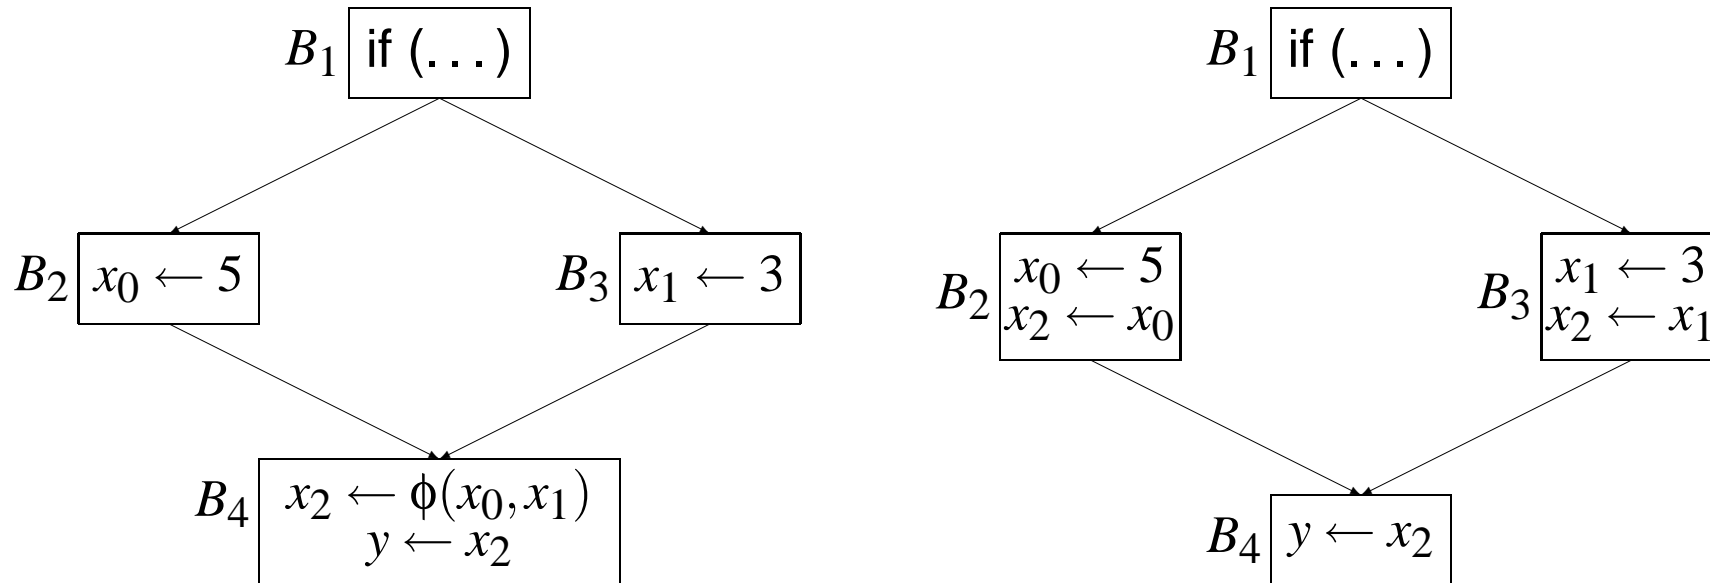 B₁ if (...)
B₂ x₀ ← 5
B₃ x₁ ← 3
B₄ x₂ ← ϕ(x₀, x₁)
y ← x₂
B₁ if (...)
B₂ x₀ ← 5
x₂ ← x₀
B₃ x₁ ← 3
x₂ ← x₁
B₄ y ← x₂